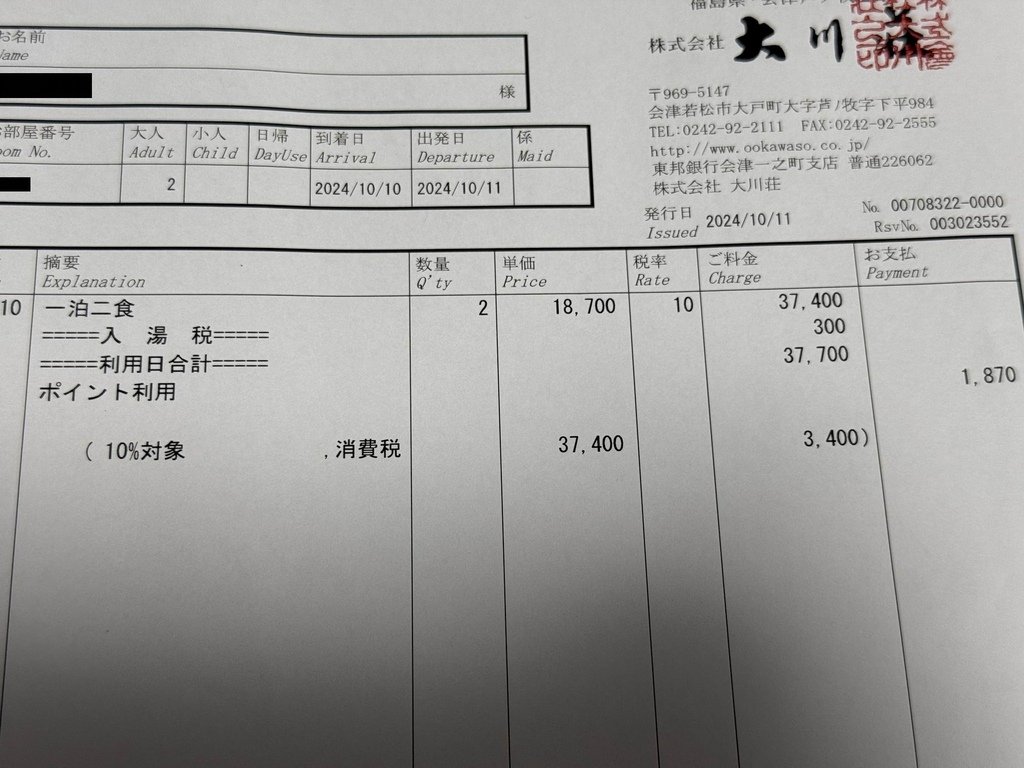 お名前
Name
様
部屋番号 大人 小人 日帰 到着日 出発日 係
Room No. Adult Child DayUse Arrival Departure Maid
2 2024/10/10 2024/10/11
株式会社 大川荘
〒969-5147
会津若松市大戸町大字芦ノ牧字下平984
TEL:0242-92-2111 FAX:0242-92-2555
http://www.ookawaso.co.jp/
東邦銀行会津一之町支店 普通226062
株式会社 大川荘
発行日 2024/10/11 No. 00708322-0000
Issued RsvNo. 003023552
摘要 数量 単価 税率 ご料金 お支払
Explanation Q'ty Price Rate Charge Payment
10 一泊二食 2 18,700 10 37,400
=====入 湯 税===== 300
=====利用日合計===== 37,700
ポイント利用 1,870
( 10%対象 ,消費税 37,400 3,400)